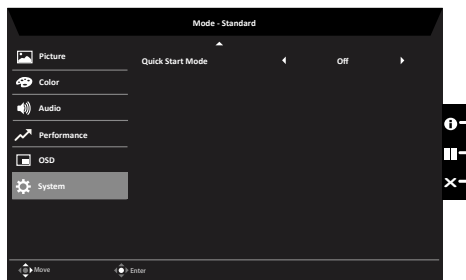 Mode - Standard
Picture
Quick Start Mode Off
Color
Audio
Performance
OSD
System
Move Enter